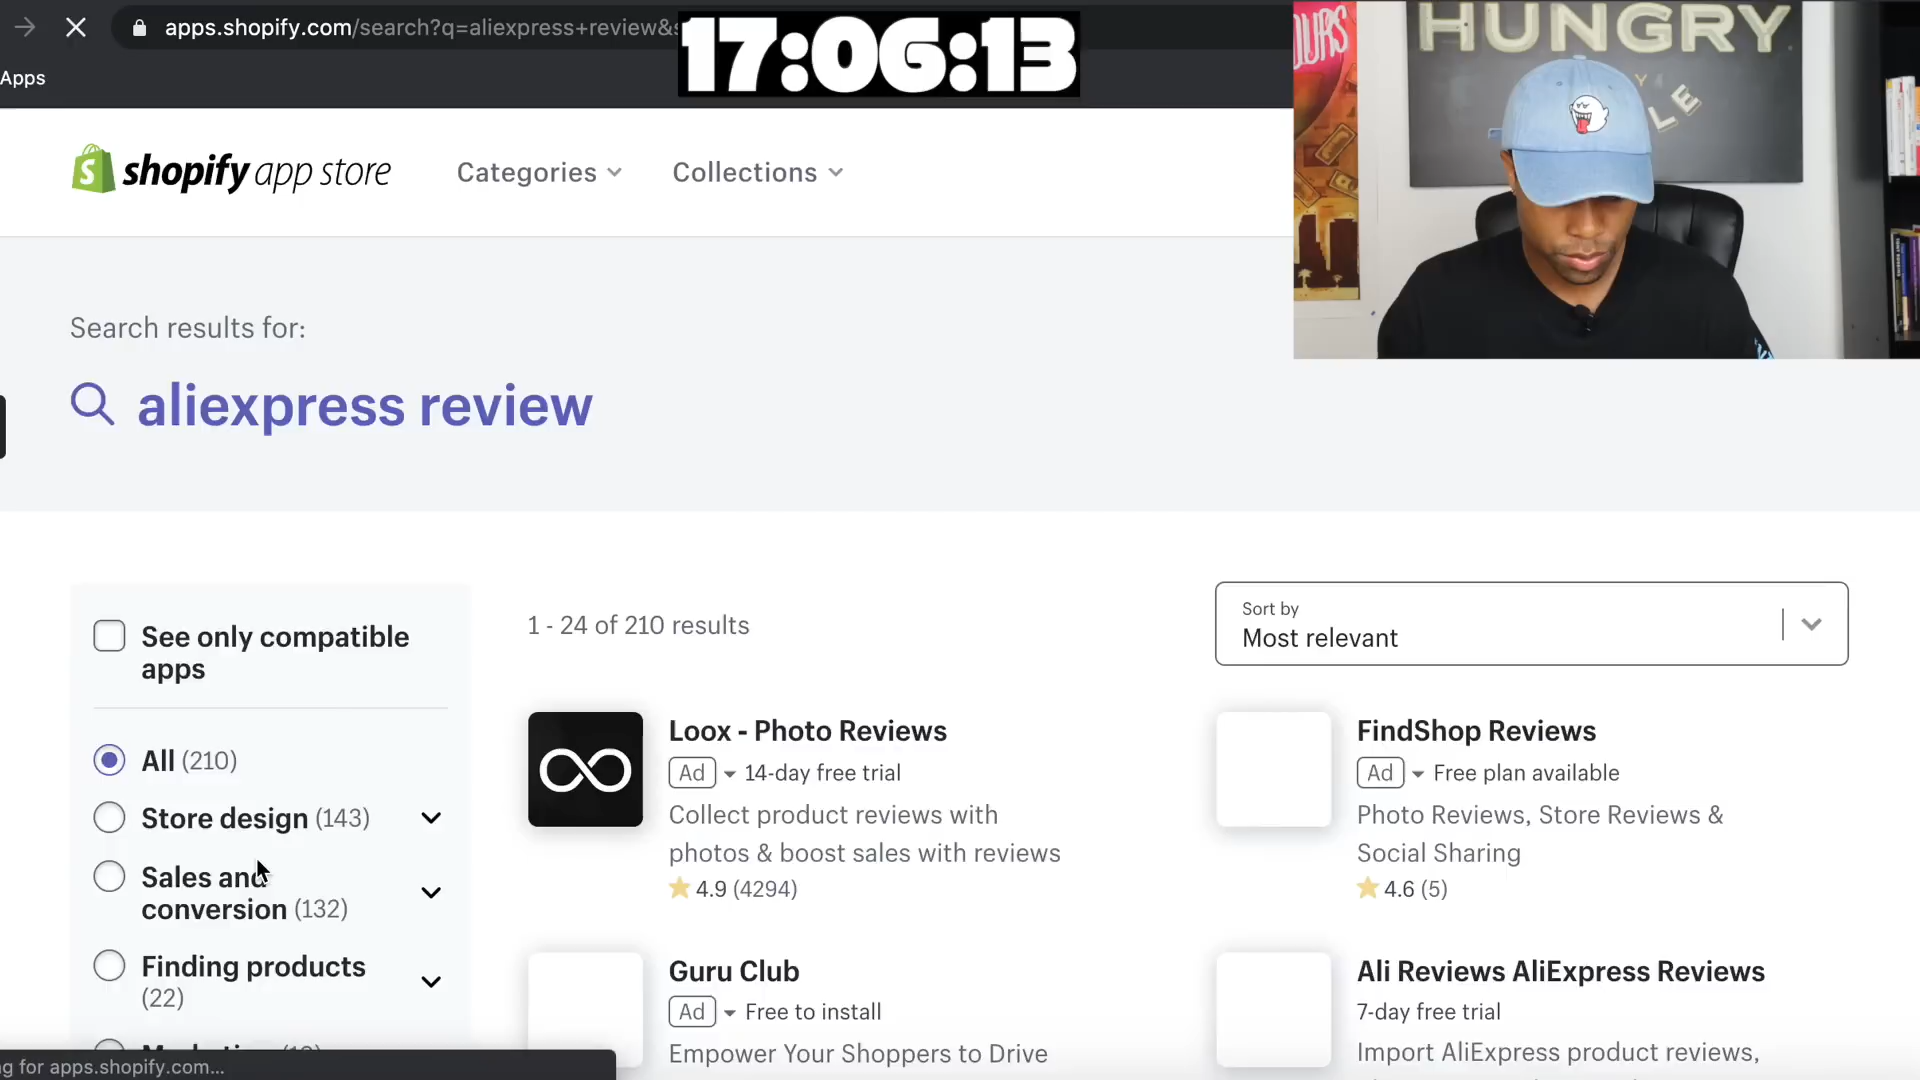 apps.shopify.com/search?q=aliexpress+review&s
17:06:13
Apps
HUNGRY
shopify app store
Categories
Collections
Search results for:
aliexpress review
See only compatible
apps
All (210)
Store design (143)
Sales and
conversion (132)
Finding products
(22)
1 - 24 of 210 results
Sort by
Most relevant
Loox - Photo Reviews
Ad 14-day free trial
Collect product reviews with
photos & boost sales with reviews
4.9 (4294)
FindShop Reviews
Ad Free plan available
Photo Reviews, Store Reviews &
Social Sharing
4.6 (5)
Guru Club
Ad Free to install
Empower Your Shoppers to Drive
Ali Reviews AliExpress Reviews
7-day free trial
Import AliExpress product reviews,
g for apps.shopify.com...